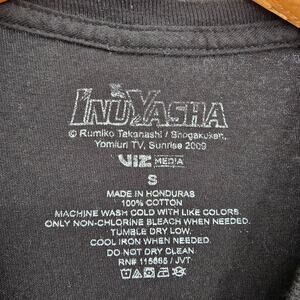 INUYASHA
© Rumiko Takahashi / Shogakukan,
Yomiuri TV, Sunrise 2009
VIZ MEDIA
S
MADE IN HONDURAS
100% COTTON
MACHINE WASH COLD WITH LIKE COLORS.
ONLY NON-CHLORINE BLEACH WHEN NEEDED.
TUMBLE DRY LOW.
COOL IRON WHEN NEEDED.
DO NOT DRY CLEAN.
RN# 115665 / JVT